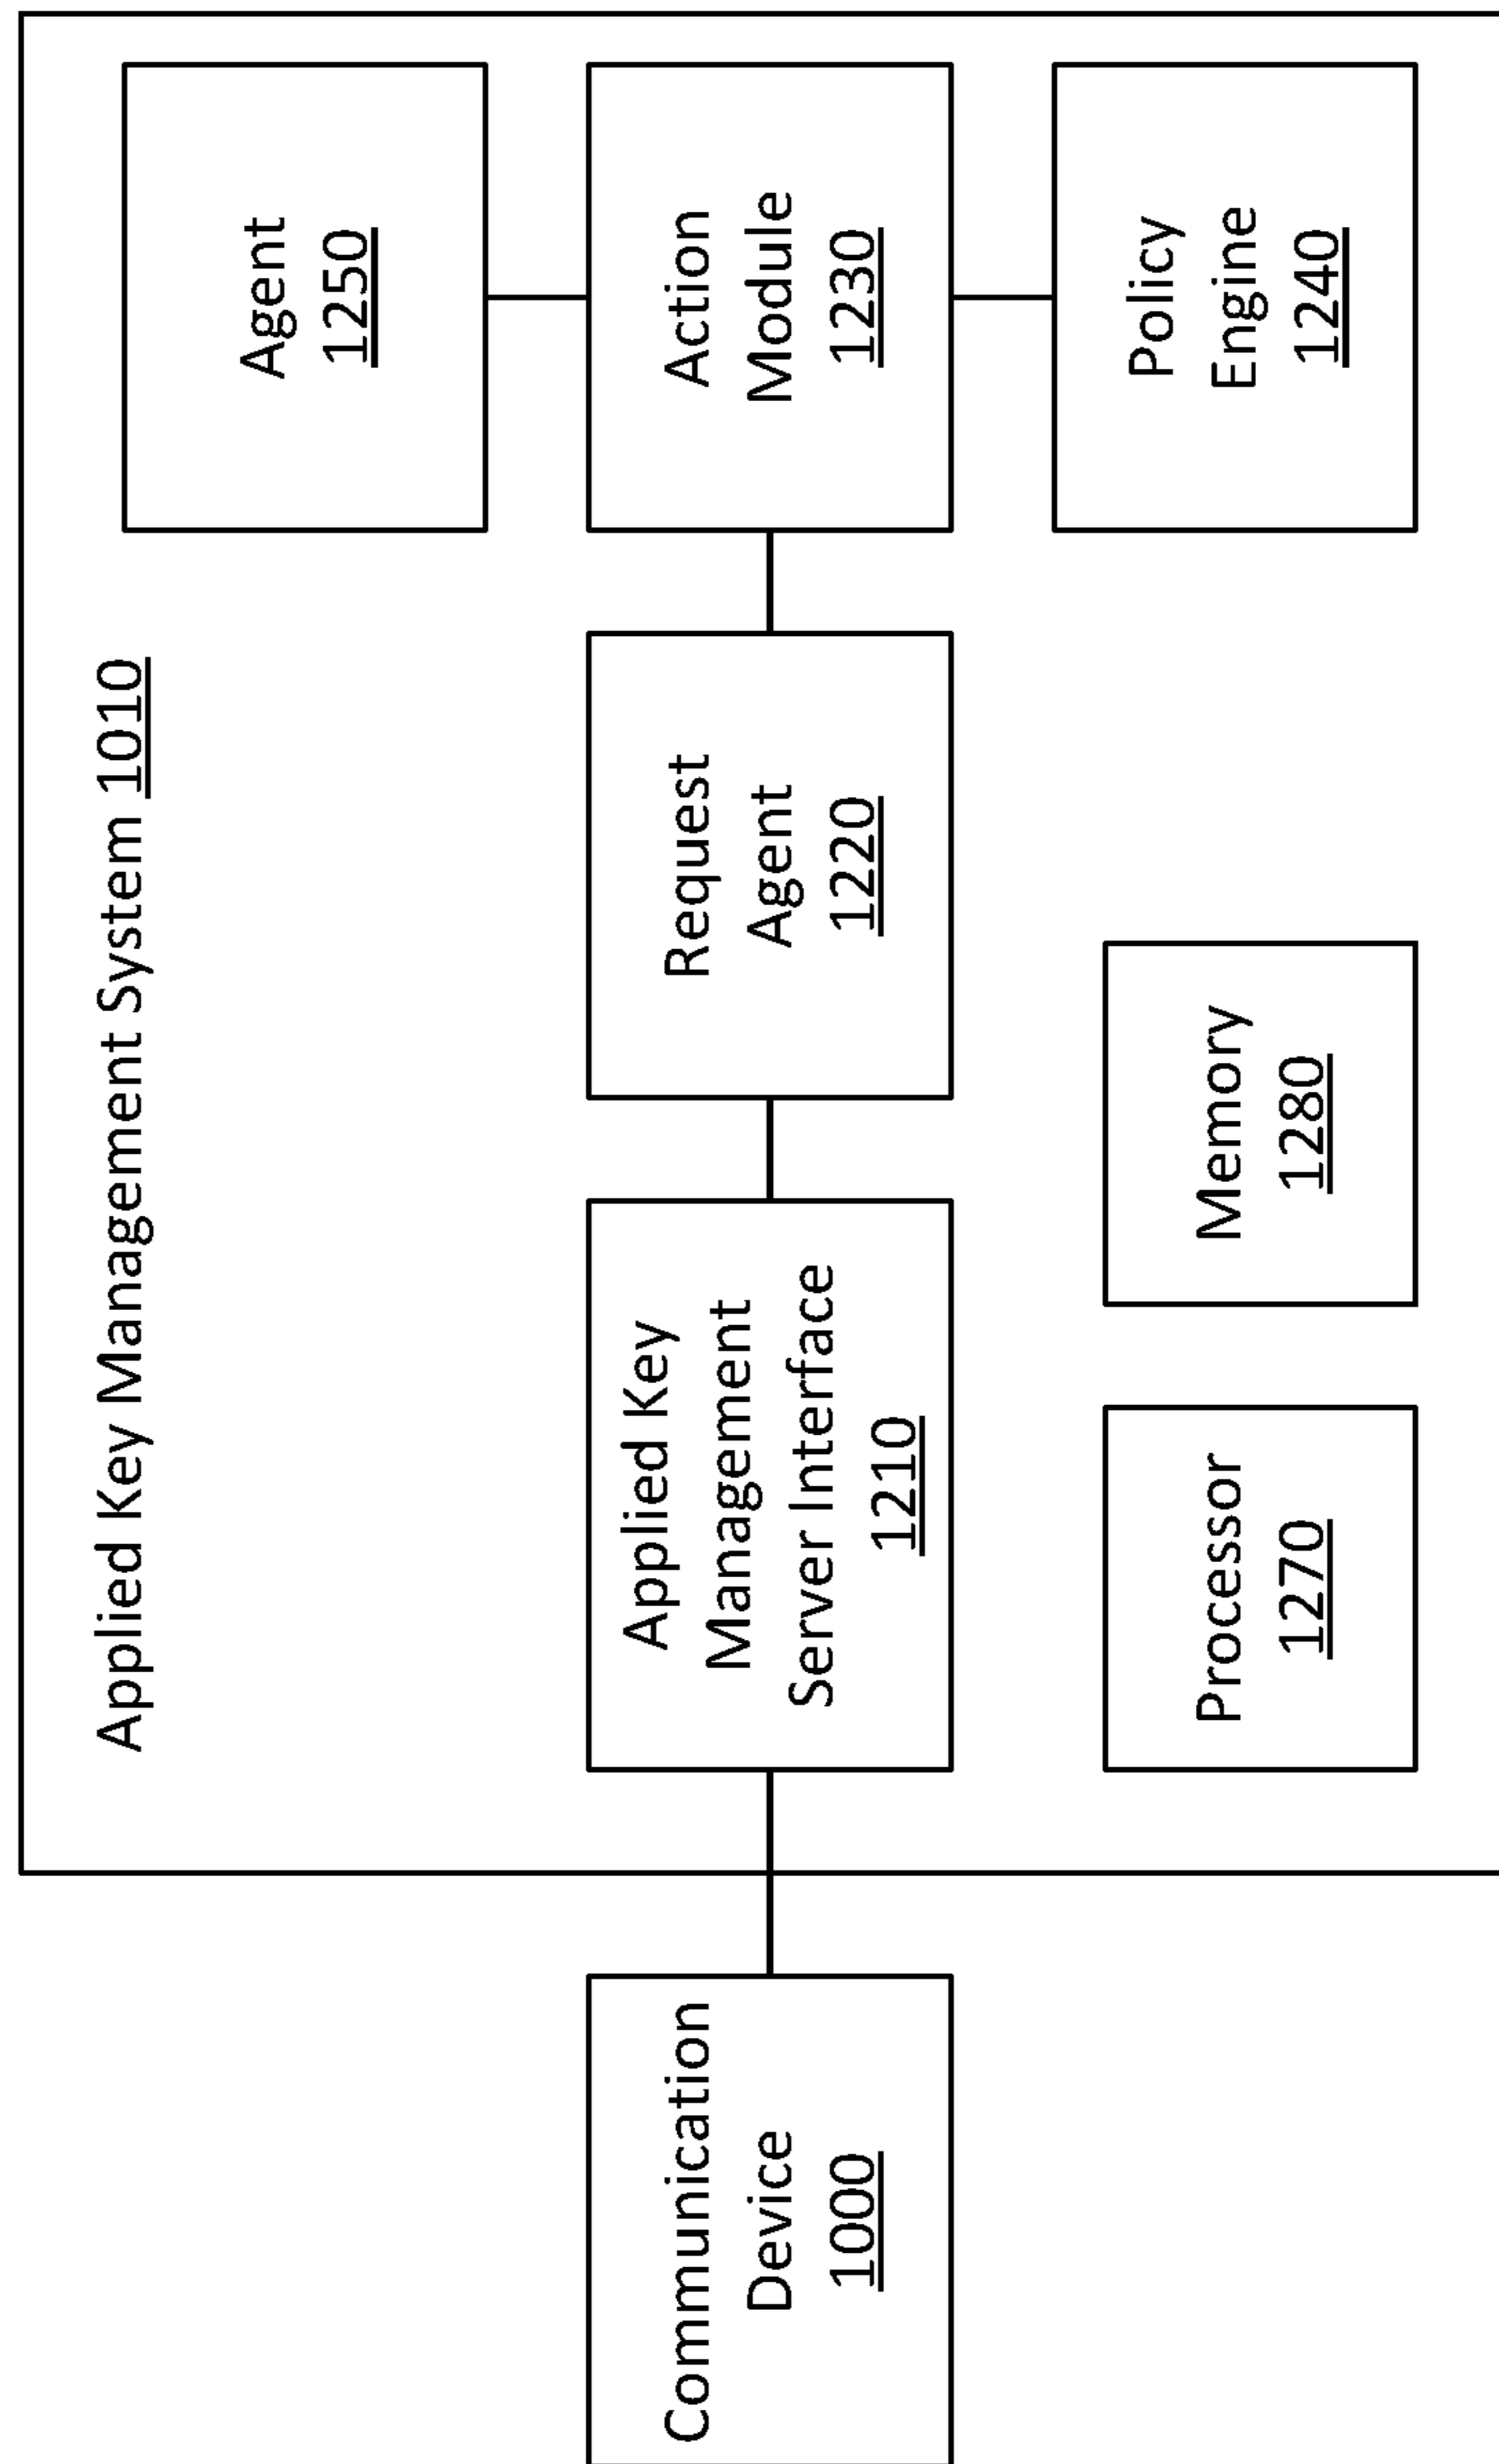 Applied Key Management System 1010
Communication
Device
1000
Applied Key
Management
Server Interface
1210
Request
Agent
1220
Agent
1250
Action
Module
1230
Policy
Engine
1240
Processor
1270
Memory
1280